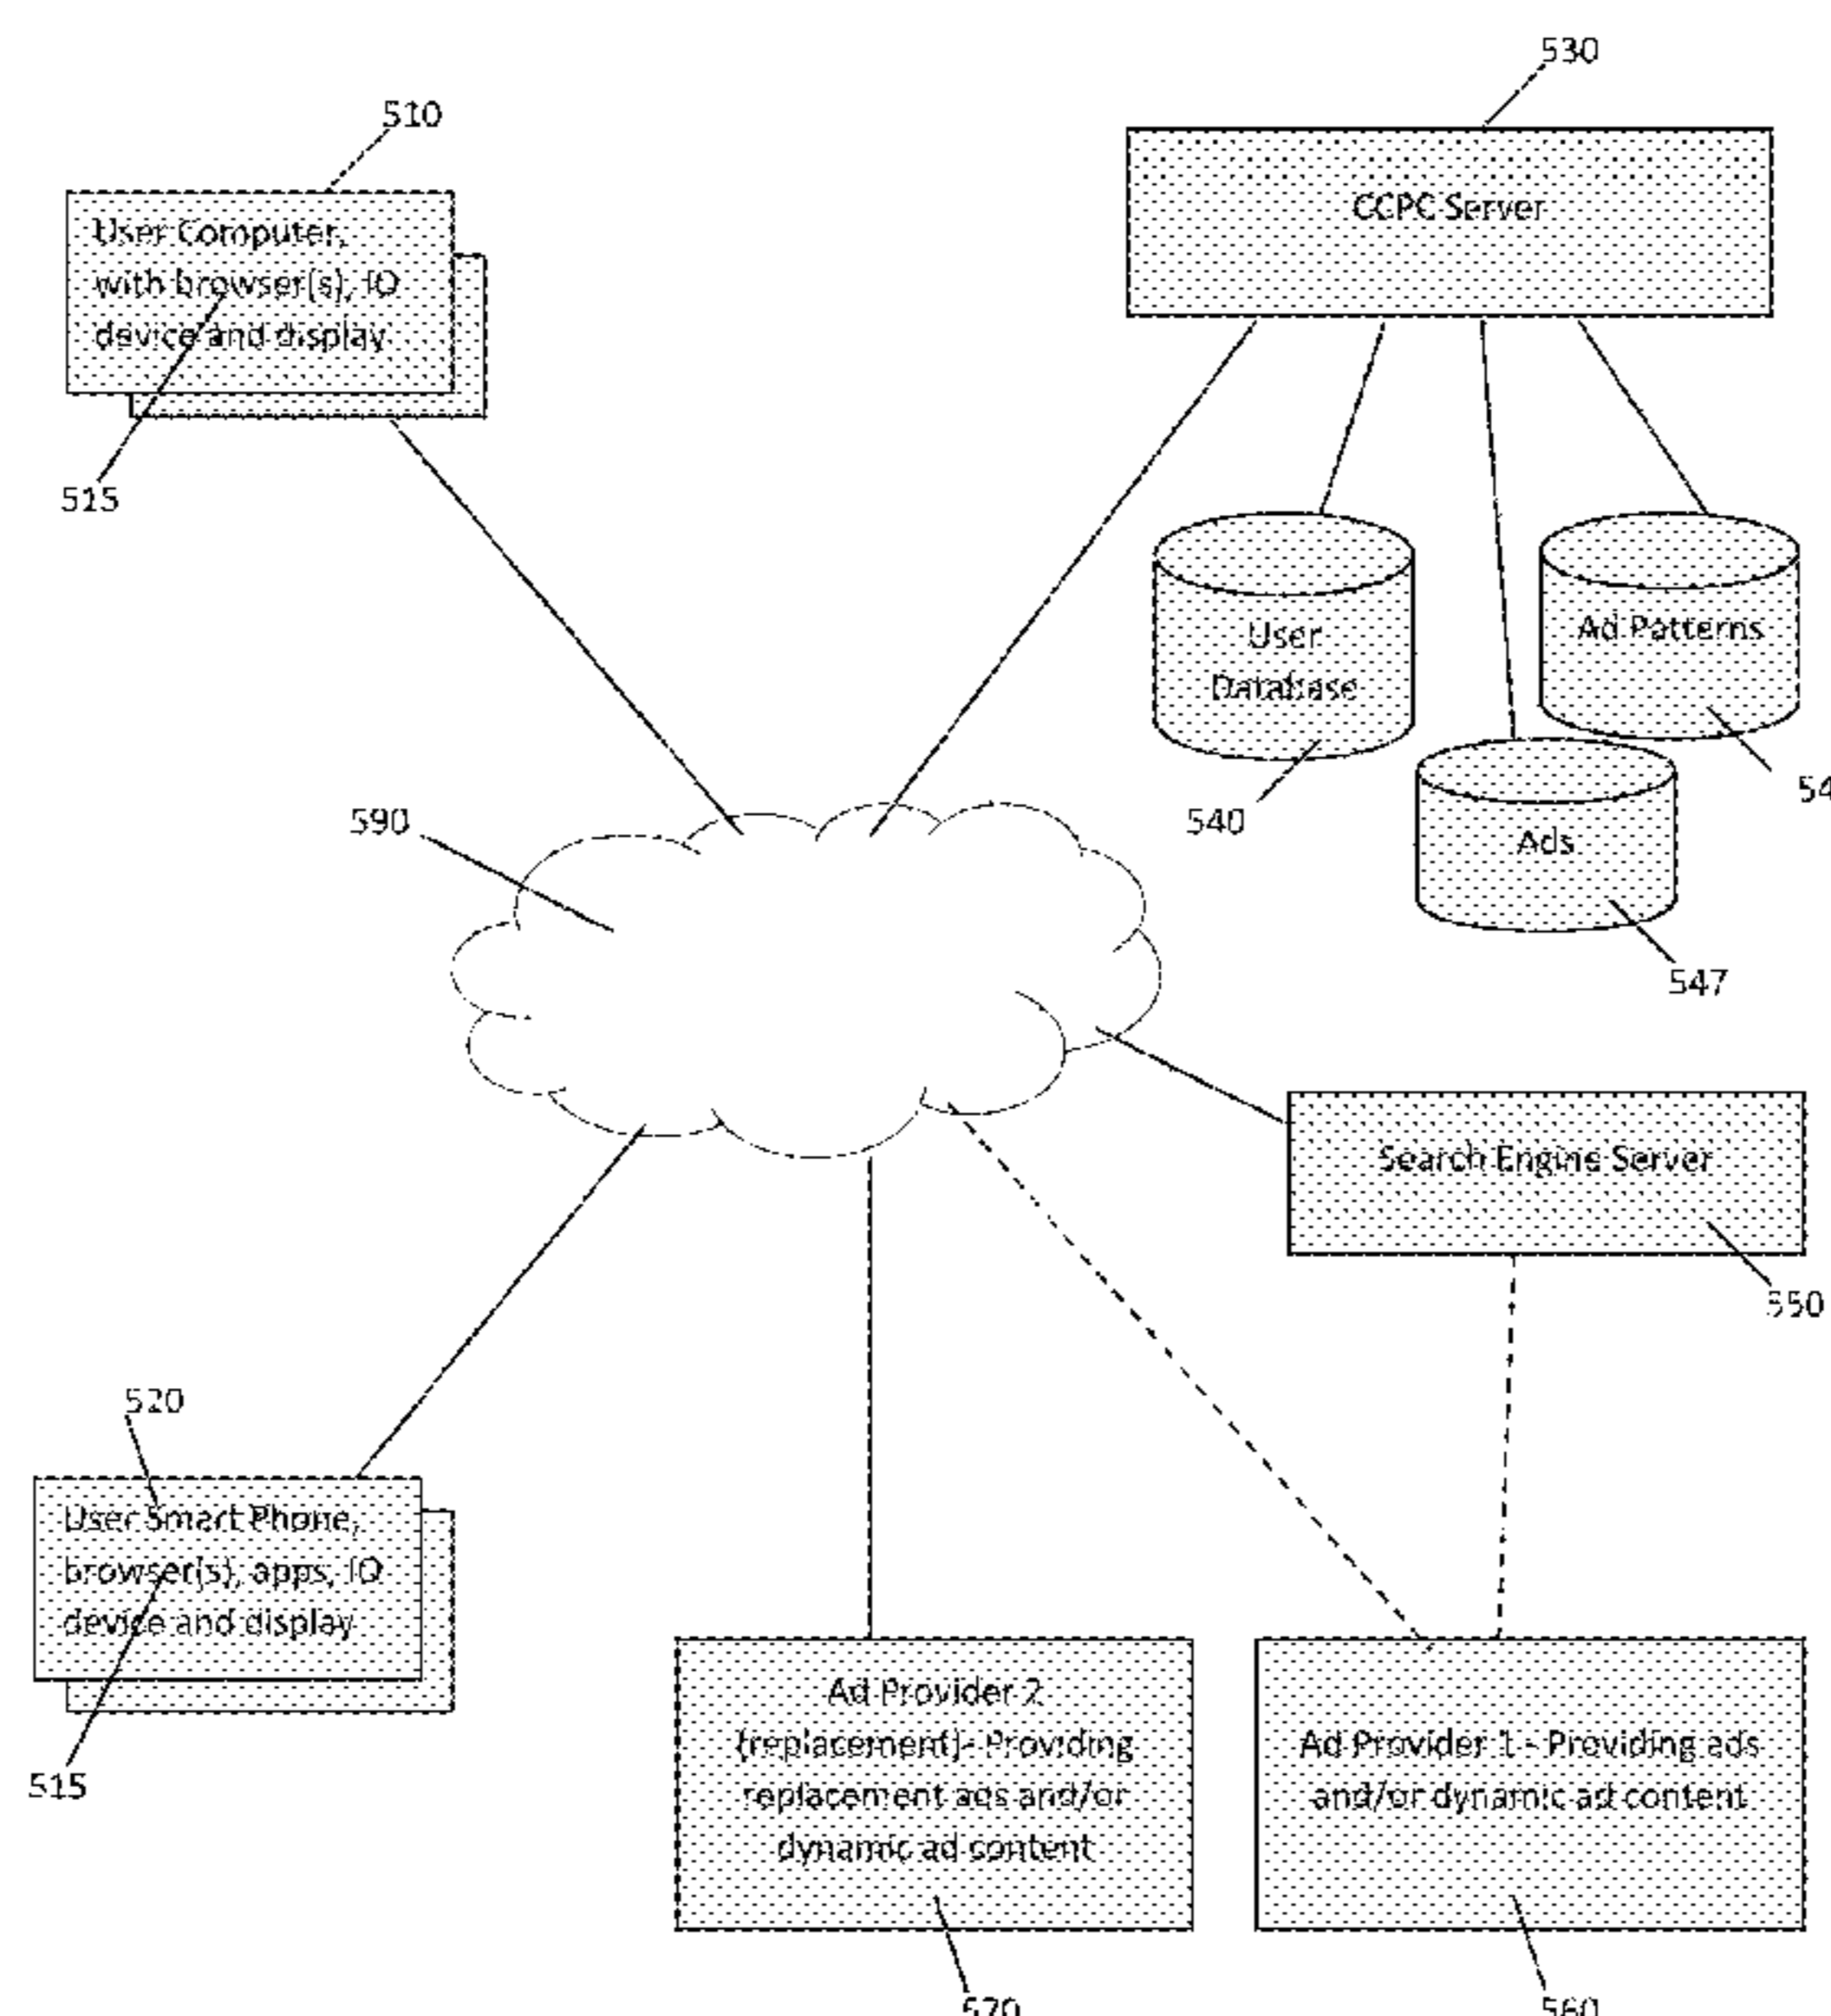 530
510
CCPC Server
User Computer,
with browser(s), IO
device and display
515
User
Database
Ad Patterns
54
540
590
Ads
547
Search Engine Server
550
520
User Smart Phone,
browser(s), apps, IO
device and display
515
Ad Provider 2
(replacement)- Providing
replacement ads and/or
dynamic ad content
Ad Provider 1 - Providing ads
and/or dynamic ad content
570
560